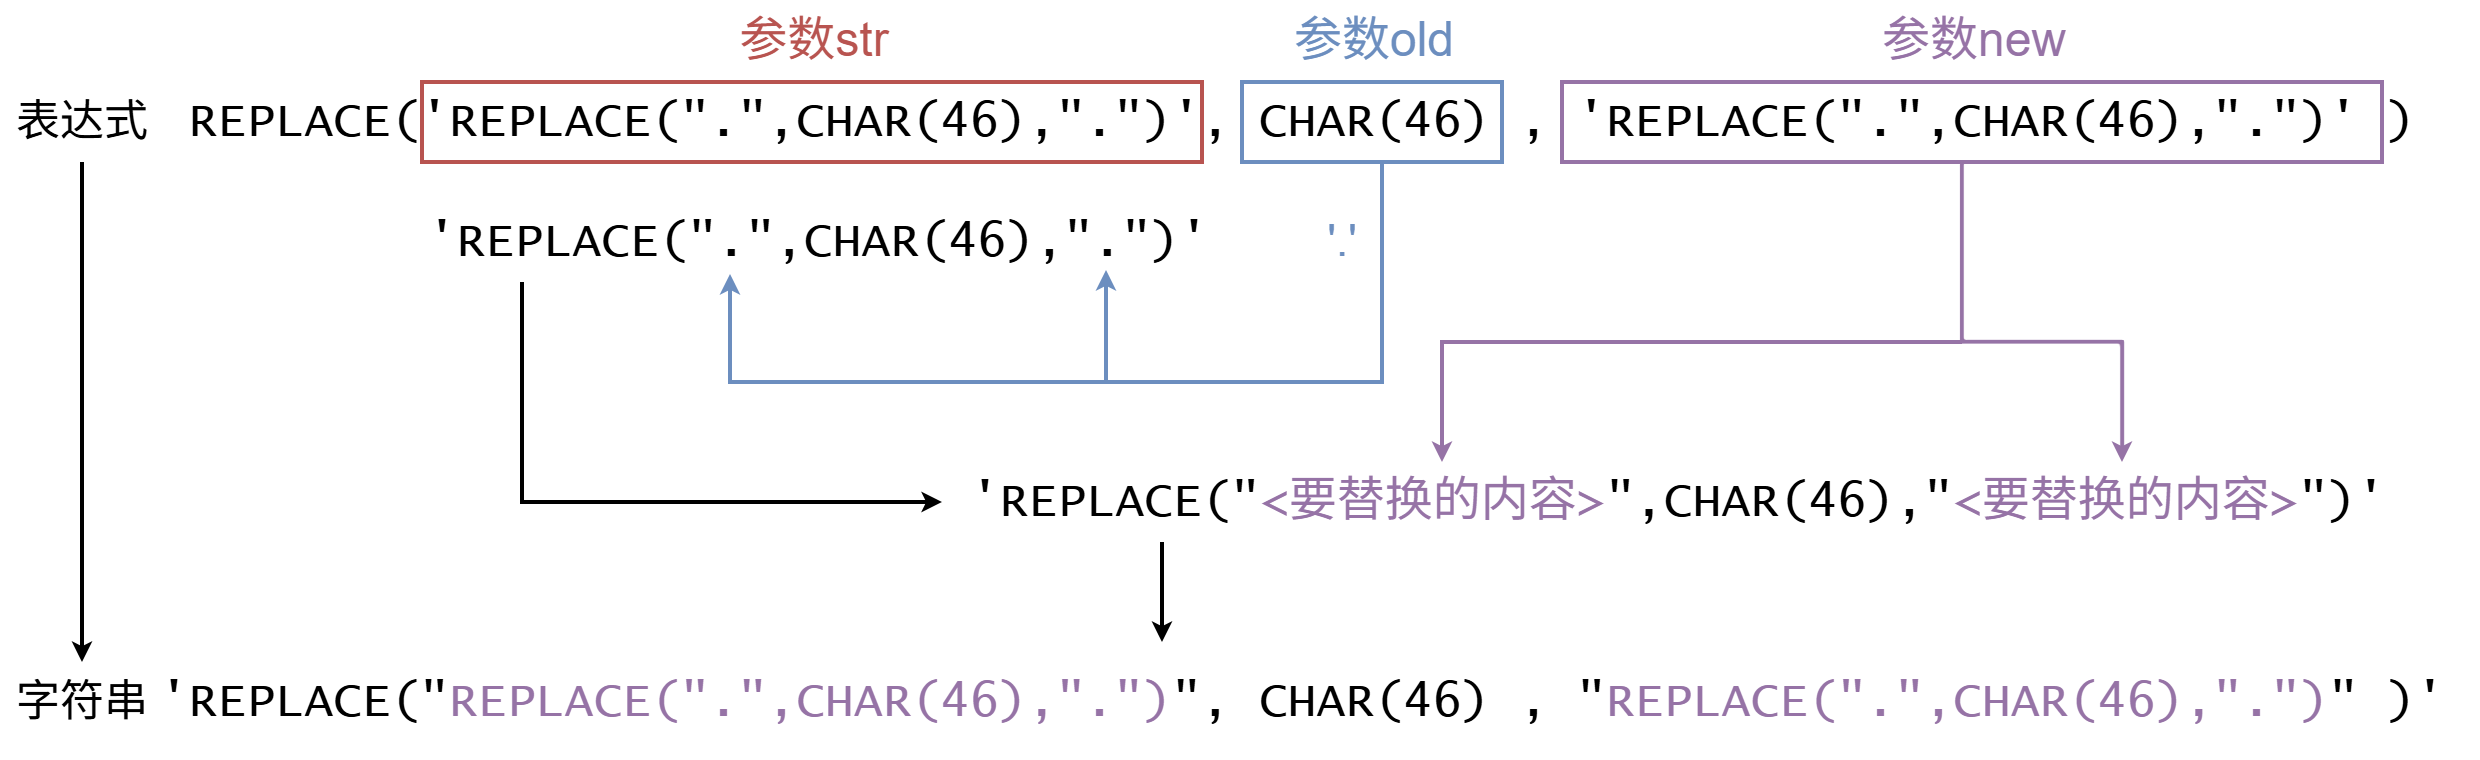 参数str 参数old 参数new
表达式 REPLACE('REPLACE(".",CHAR(46),".")', CHAR(46) , 'REPLACE(".",CHAR(46),".")' )
'REPLACE(".",CHAR(46),".")' '.'
'REPLACE("<要替换的内容>",CHAR(46),"<要替换的内容>")'
字符串 'REPLACE("REPLACE(".",CHAR(46),".")", CHAR(46) , "REPLACE(".",CHAR(46),".")" )'